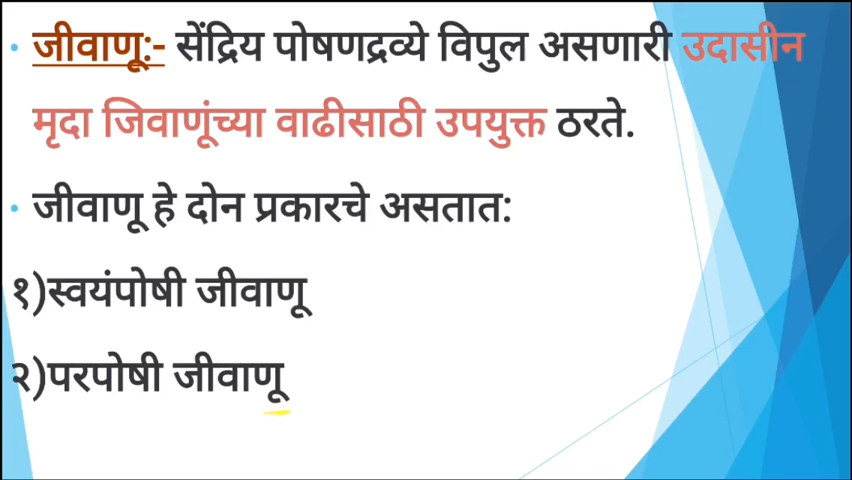 • जीवाणू:- सेंद्रिय पोषणद्रव्ये विपुल असणारी उदासीन
मृदा जिवाणूंच्या वाढीसाठी उपयुक्त ठरते.
• जीवाणू हे दोन प्रकारचे असतात:
१)स्वयंपोषी जीवाणू
२)परपोषी जीवाणू